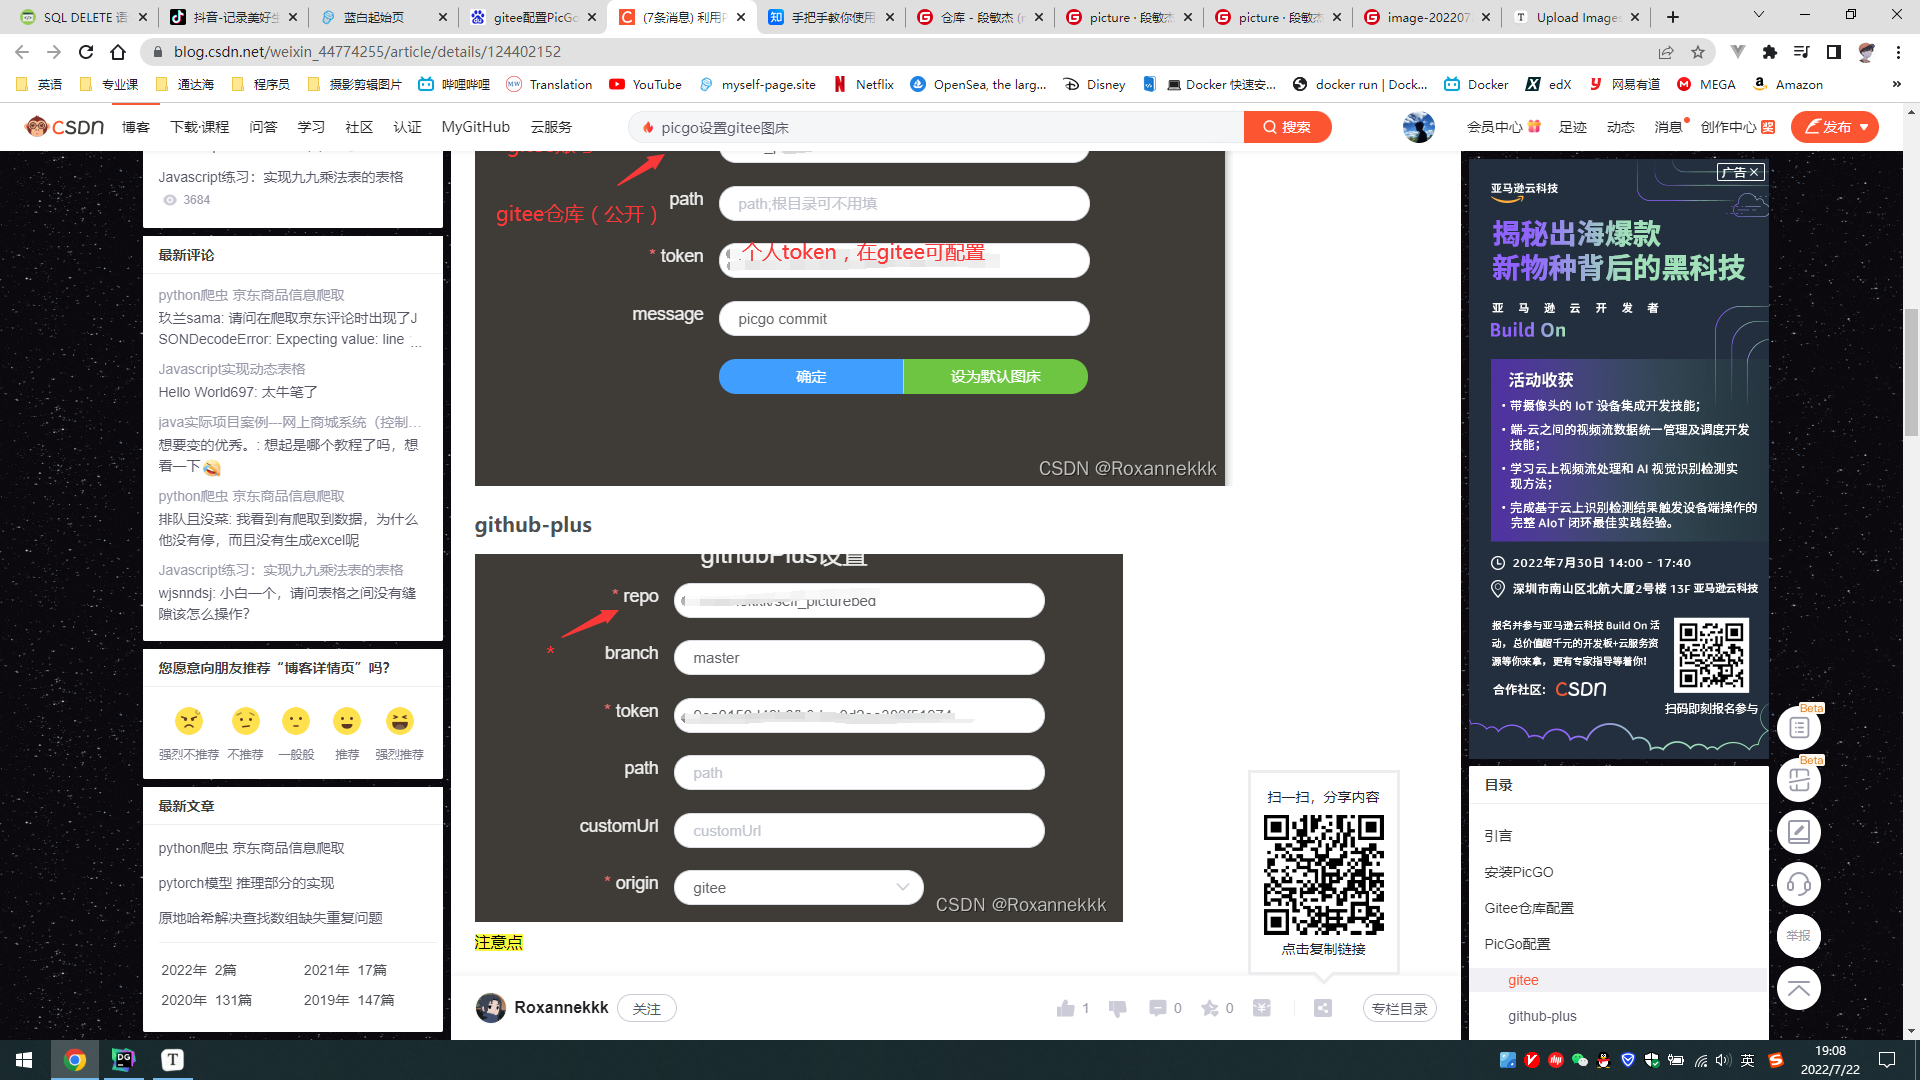 SQL DELETE 语
抖音-记录美好生
蓝白起始页
gitee配置PicGo
(7条消息) 利用P
手把手教你使用
仓库 - 段敏杰 (r
picture · 段敏杰
picture · 段敏杰
image-202207
Upload Images
blog.csdn.net/weixin_44774255/article/details/124402152
英语
专业课
通达海
程序员
摄影剪辑图片
哔哩哔哩
Translation
YouTube
myself-page.site
Netflix
OpenSea, the larg...
Disney
Docker 快速安...
docker run | Dock...
Docker
edX
网易有道
MEGA
Amazon
»
CSDN
博客
下载·课程
问答
学习
社区
认证
MyGitHub
云服务
picgo设置gitee图床
搜索
会员中心
足迹
动态
消息
创作中心
奖
发布
Javascript练习：实现九九乘法表的表格
3684
最新评论
python爬虫 京东商品信息爬取
玖兰sama: 请问在爬取京东评论时出现了J
SONDecodeError: Expecting value: line ...
Javascript实现动态表格
Hello World697: 太牛笔了
java实际项目案例---网上商城系统（控制...
想要变的优秀。: 想起是哪个教程了吗，想
看一下
python爬虫 京东商品信息爬取
排队且没菜: 我看到有爬取到数据，为什么
他没有停，而且没有生成excel呢
Javascript练习：实现九九乘法表的表格
wjsnndsj: 小白一个，请问表格之间没有缝
隙该怎么操作?
您愿意向朋友推荐“博客详情页”吗?
强烈不推荐
不推荐
一般般
推荐
强烈推荐
最新文章
python爬虫 京东商品信息爬取
pytorch模型 推理部分的实现
原地哈希解决查找数组缺失重复问题
2022年 2篇
2021年 17篇
2020年 131篇
2019年 147篇
gitee仓库（公开）
path
path;根目录可不用填
* token
个人token，在gitee可配置
message
picgo commit
确定
设为默认图床
CSDN @Roxannekkk
github-plus
githubPlus设置
* repo
self_picturebed
*
branch
master
* token
path
path
customUrl
customUrl
* origin
gitee
CSDN @Roxannekkk
注意点
扫一扫，分享内容
点击复制链接
Roxannekkk
关注
1
0
0
专栏目录
广告
亚马逊云科技
揭秘出海爆款
新物种背后的黑科技
亚马逊云开发者
Build On
活动收获
·带摄像头的 IoT 设备集成开发技能；
·端-云之间的视频流数据统一管理及调度开发
技能；
·学习云上视频流处理和 AI 视觉识别检测实
现方法；
·完成基于云上识别检测结果触发设备端操作的
完整 AIoT 闭环最佳实践经验。
2022年7月30日 14:00 - 17:40
深圳市南山区北航大厦2号楼 13F 亚马逊云科技
报名并参与亚马逊云科技 Build On 活
动，总价值超千元的开发板+云服务资
源等你来拿，更有专家指导等着你！
合作社区：CSDN
扫码即刻报名参与
目录
引言
安装PicGO
Gitee仓库配置
PicGo配置
gitee
github-plus
Beta
Beta
举报
DG
T
英
19:08
2022/7/22